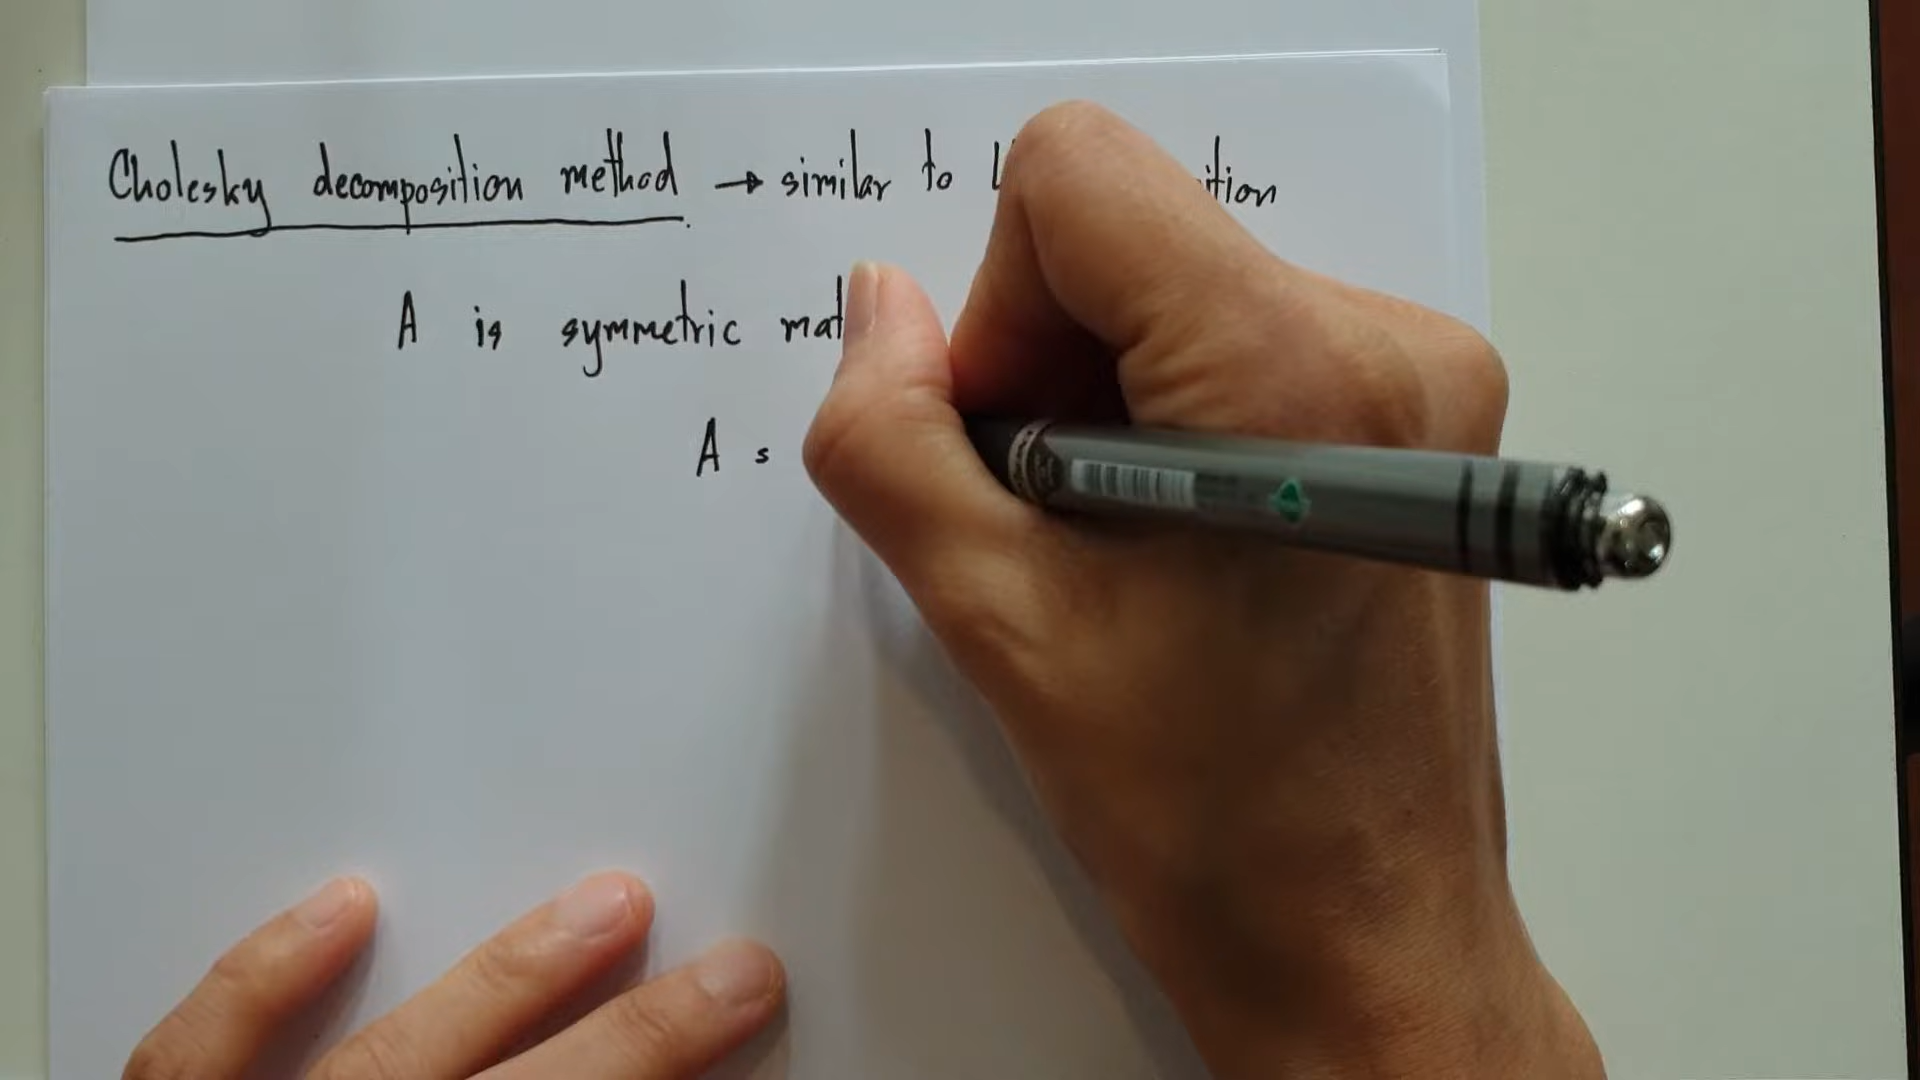 Cholesky decomposition method → similar to
A is symmetric
A =